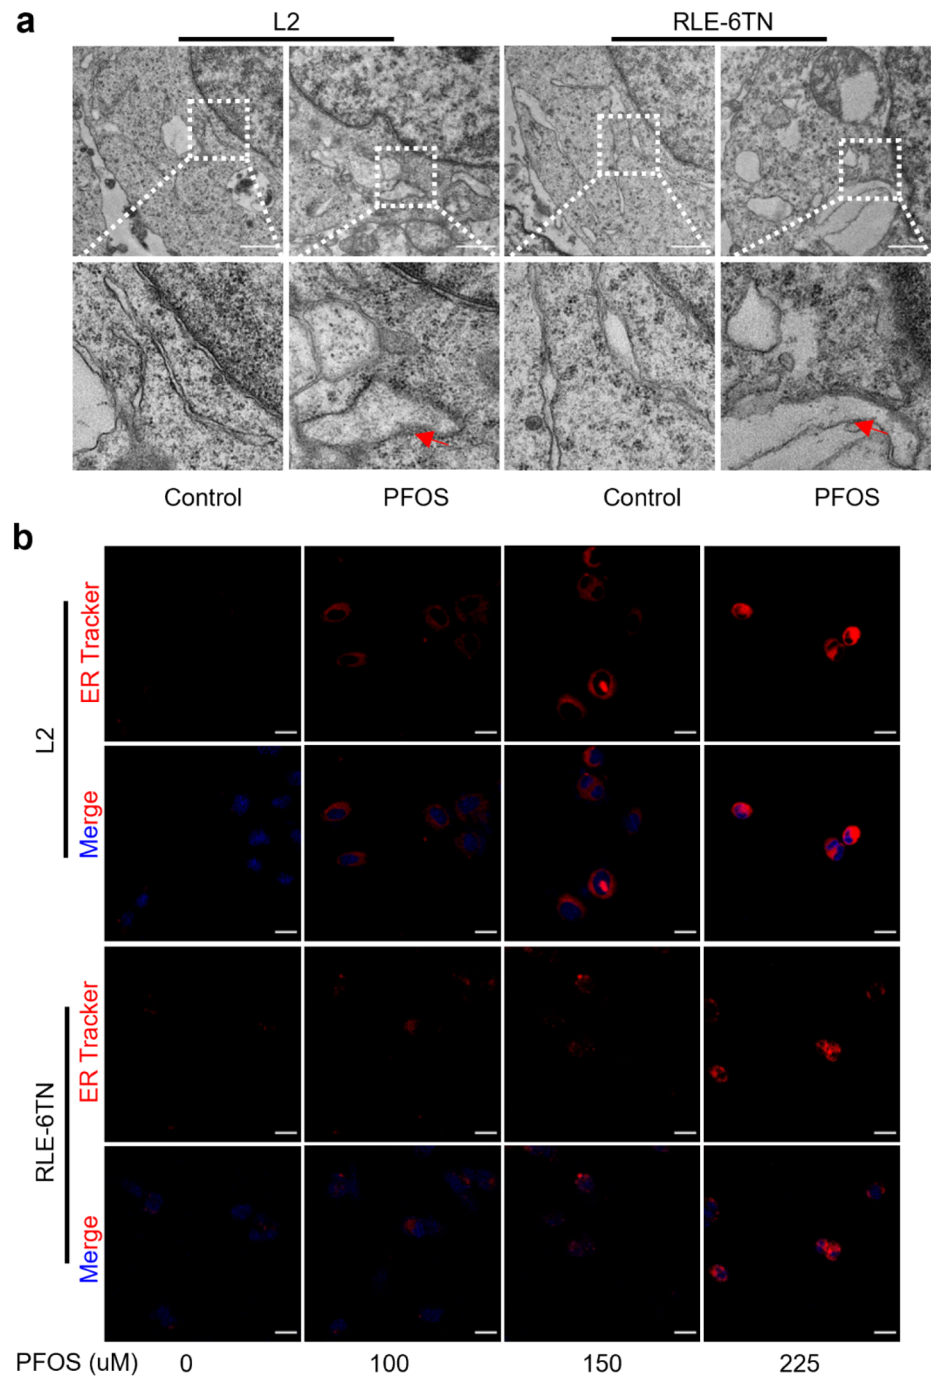 a
L2
RLE-6TN
Control
PFOS
Control
PFOS
b
L2
ER Tracker
Merge
RLE-6TN
ER Tracker
Merge
PFOS (uM)
0
100
150
225